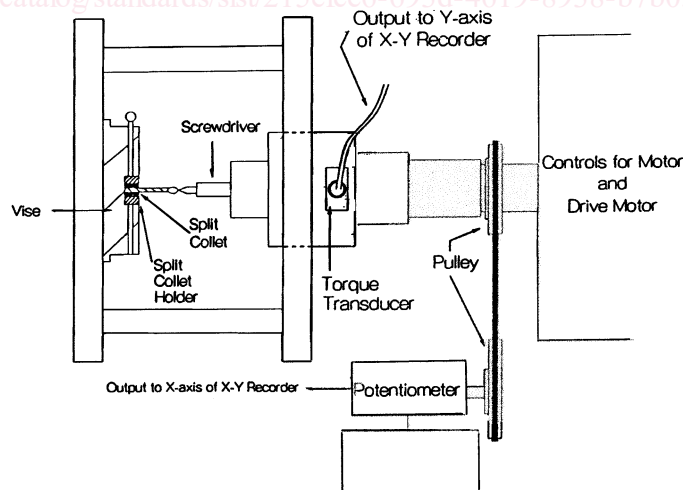 Output to Y-axis
of X-Y Recorder
Screwdriver
Controls for Motor
and
Drive Motor
Vise
Split
Collet
Split
Collet
Holder
Pulley
Torque
Transducer
Output to X-axis of X-Y Recorder
Potentiometer